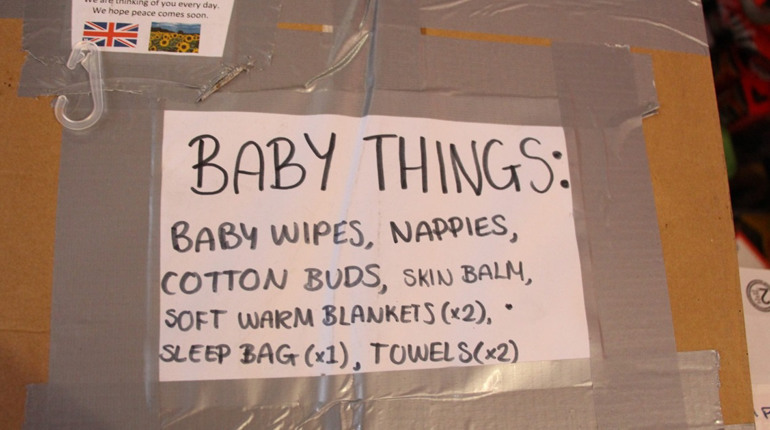 We are thinking of you every day.
We hope peace comes soon.
BABY THINGS:
BABY WIPES, NAPPIES,
COTTON BUDS, SKIN BALM,
SOFT WARM BLANKETS (x2),
SLEEP BAG (x1), TOWELS (x2)